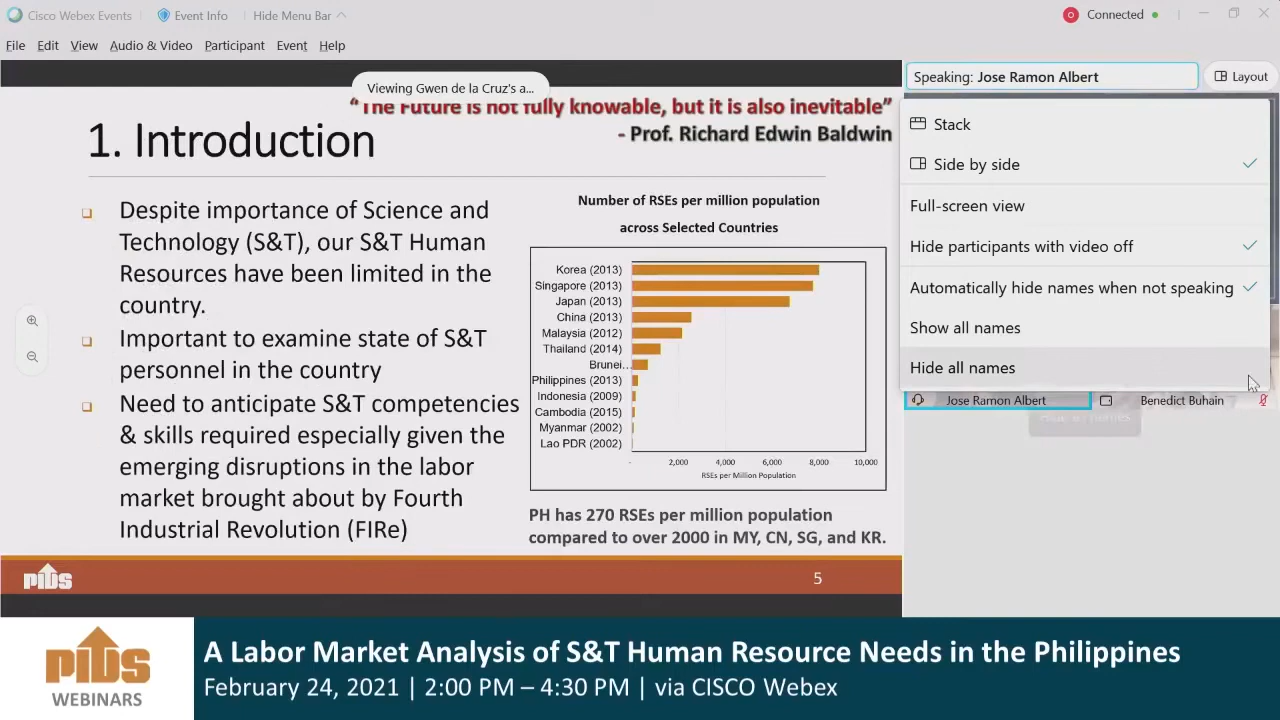 Cisco Webex Events
Event Info
Hide Menu Bar
Connected
File Edit View Audio & Video Participant Event Help
Viewing Gwen de la Cruz's a...
Speaking: Jose Ramon Albert
Layout
"The Future is not fully knowable, but it is also inevitable"
- Prof. Richard Edwin Baldwin
1. Introduction
Despite importance of Science and
Technology (S&T), our S&T Human
Resources have been limited in the
country.
Important to examine state of S&T
personnel in the country
Need to anticipate S&T competencies
& skills required especially given the
emerging disruptions in the labor
market brought about by Fourth
Industrial Revolution (FIRe)
Number of RSEs per million population
across Selected Countries
Korea (2013)
Singapore (2013)
Japan (2013)
China (2013)
Malaysia (2012)
Thailand (2014)
Brunei...
Philippines (2013)
Indonesia (2009)
Cambodia (2015)
Myanmar (2002)
Lao PDR (2002)
- 2,000 4,000 6,000 8,000 10,000
RSEs per Million Population
PH has 270 RSEs per million population
compared to over 2000 in MY, CN, SG, and KR.
Stack
Side by side
Full-screen view
Hide participants with video off
Automatically hide names when not speaking
Show all names
Hide all names
Jose Ramon Albert
Benedict Buhain
PIDS
5
PIDS
WEBINARS
A Labor Market Analysis of S&T Human Resource Needs in the Philippines
February 24, 2021 | 2:00 PM – 4:30 PM | via CISCO Webex